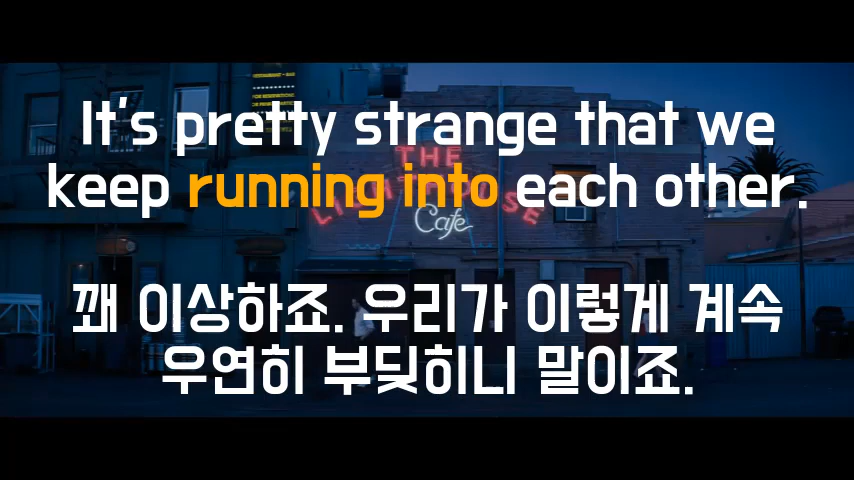 It's pretty strange that we
keep running into each other.
THE
Cafe
꽤 이상하죠. 우리가 이렇게 계속
우연히 부딪히니 말이죠.